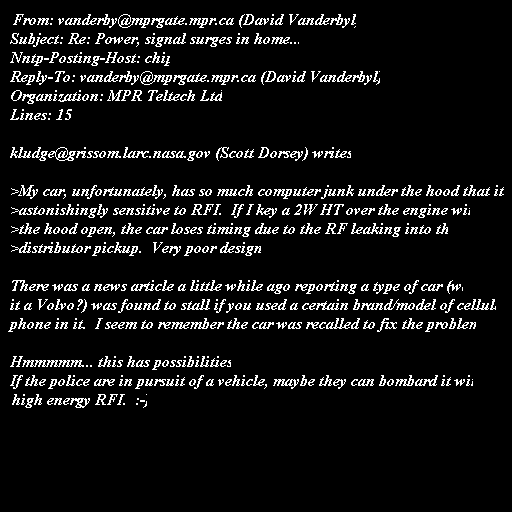 From: vanderby@mprgate.mpr.ca (David Vanderbyl)
Subject: Re: Power, signal surges in home...
Nntp-Posting-Host: chip
Reply-To: vanderby@mprgate.mpr.ca (David Vanderbyl)
Organization: MPR Teltech Ltd
Lines: 15

kludge@grissom.larc.nasa.gov (Scott Dorsey) writes

>My car, unfortunately, has so much computer junk under the hood that it
>astonishingly sensitive to RFI.  If I key a 2W HT over the engine
>the hood open, the car loses timing due to the RF leaking into th
>distributor pickup.  Very poor design

There was a news article a little while ago reporting a type of car
it a Volvo?) was found to stall if you used a certain brand/model of
phone in it.  I seem to remember the car was recalled to fix the problem

Hmmmmm... this has possibilities
If the police are in pursuit of a vehicle, maybe they can bombard it
high energy RFI.  :-)